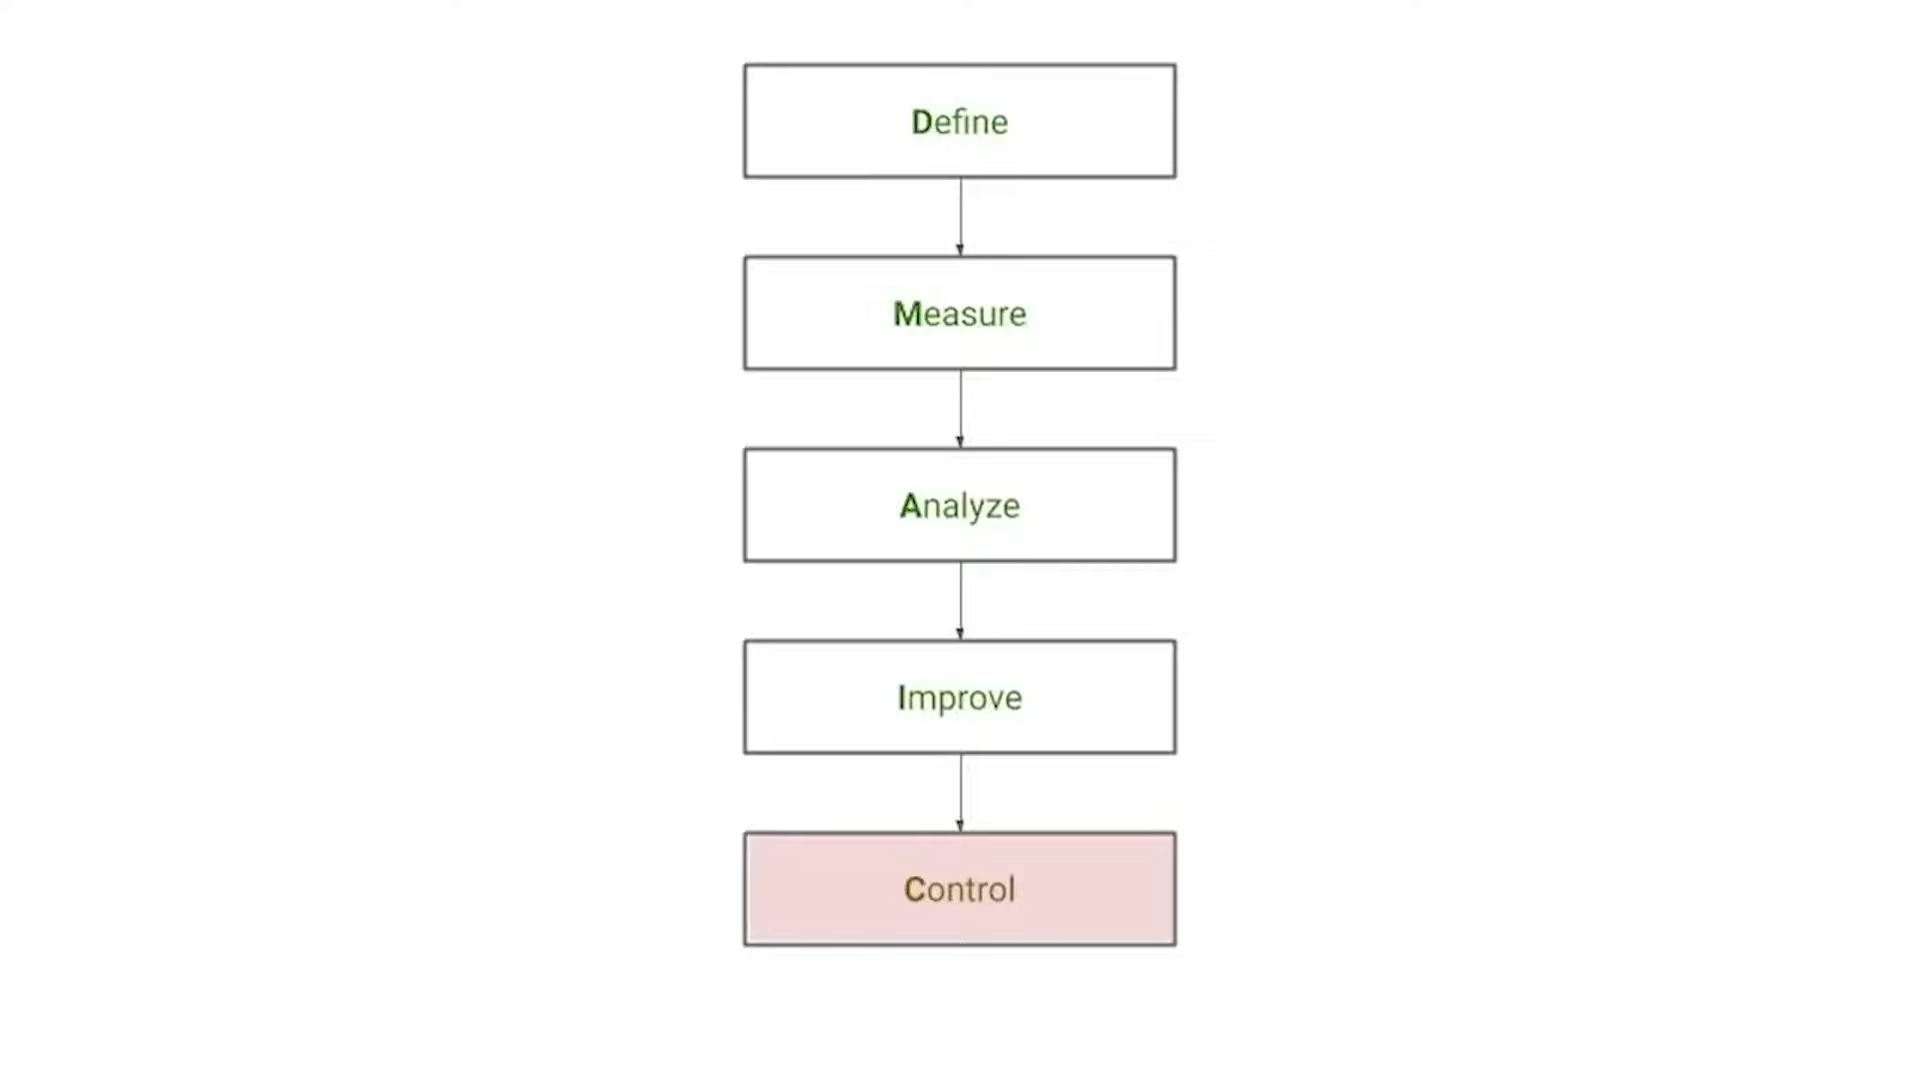 Define
Measure
Analyze
Improve
Control